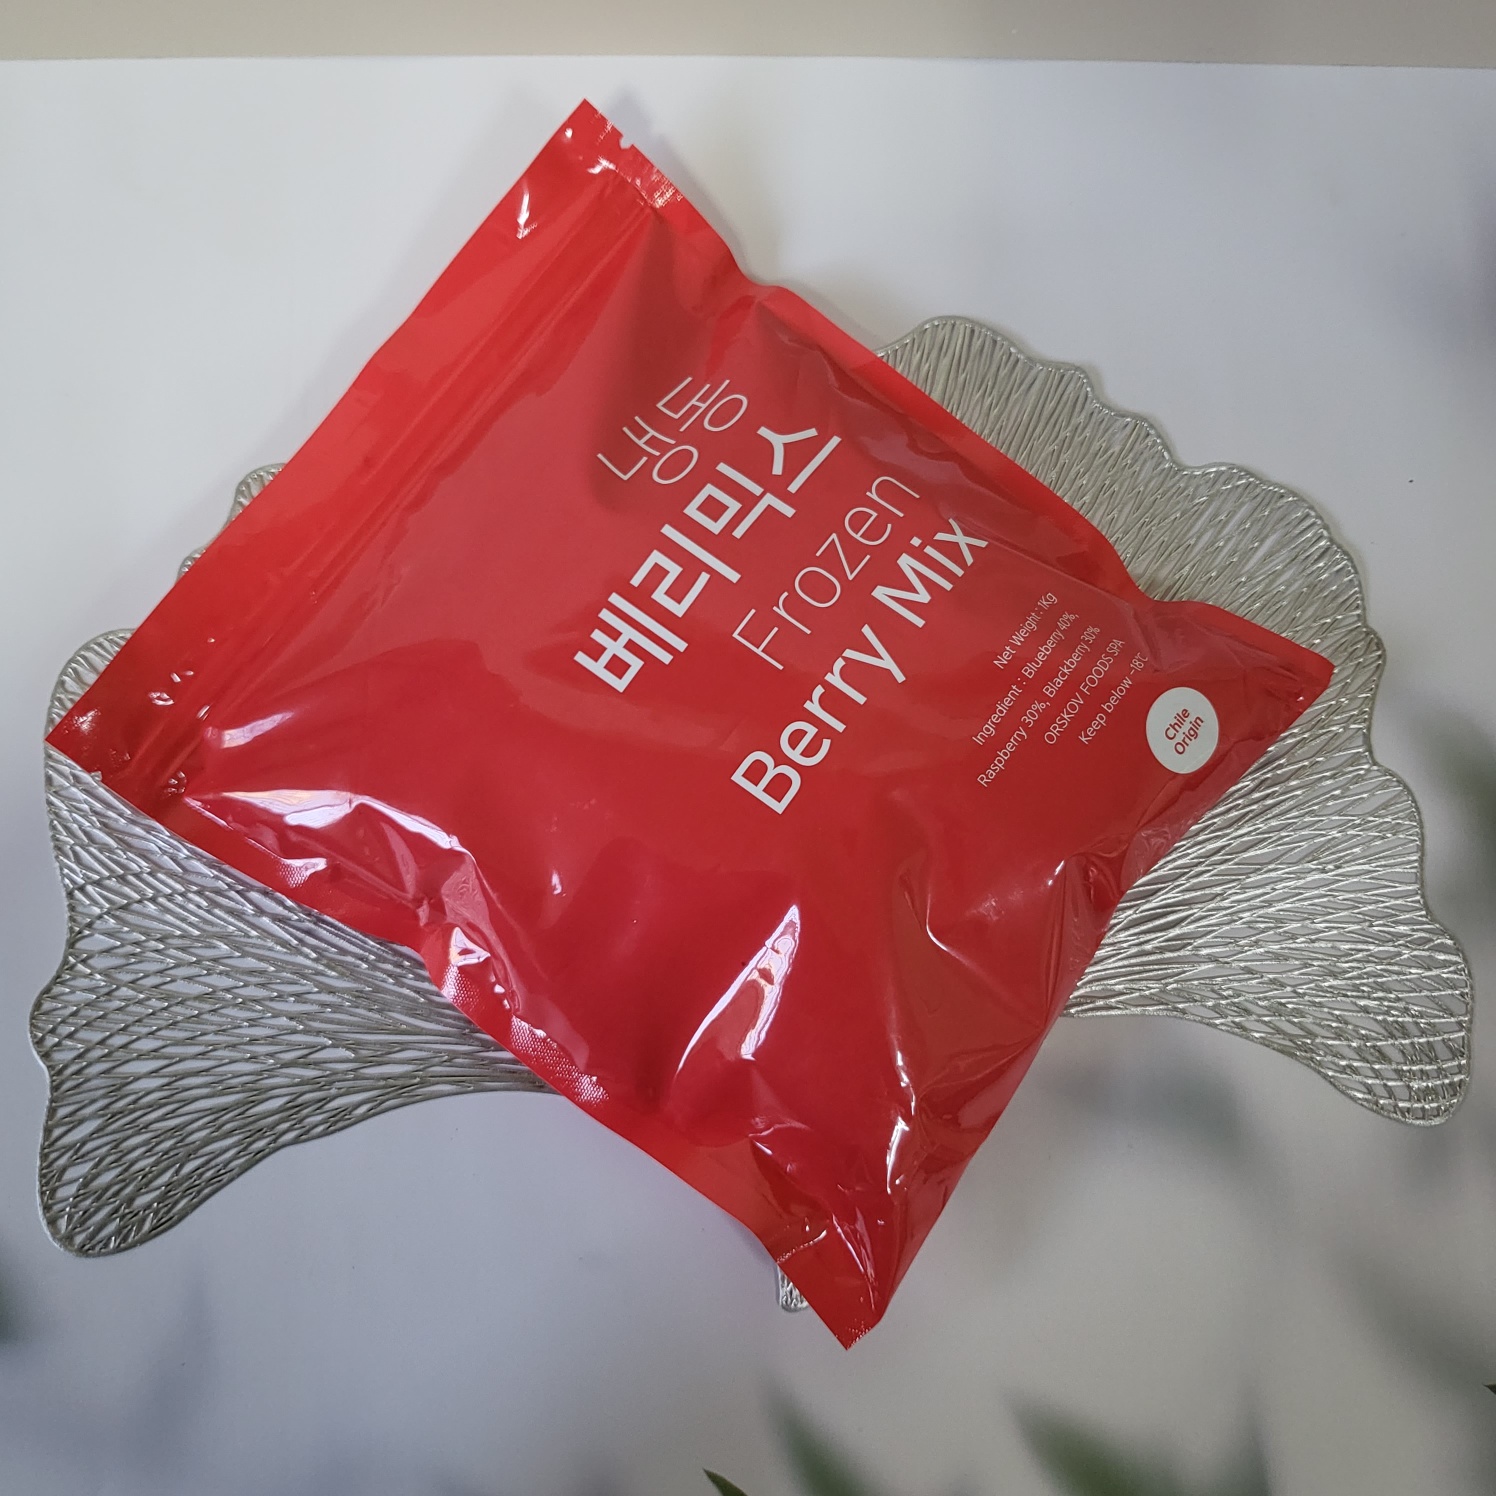 냉동
베리믹스
Frozen
Berry Mix
Net Weight : 1Kg
Ingredient : Blueberry 40%,
Raspberry 30%, Blackberry 30%
ORSKOV FOODS SPA
Keep below -18℃
Chile
Origin